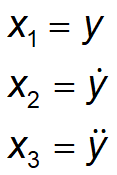 x₁ = y
x₂ = ẏ
x₃ = ÿ